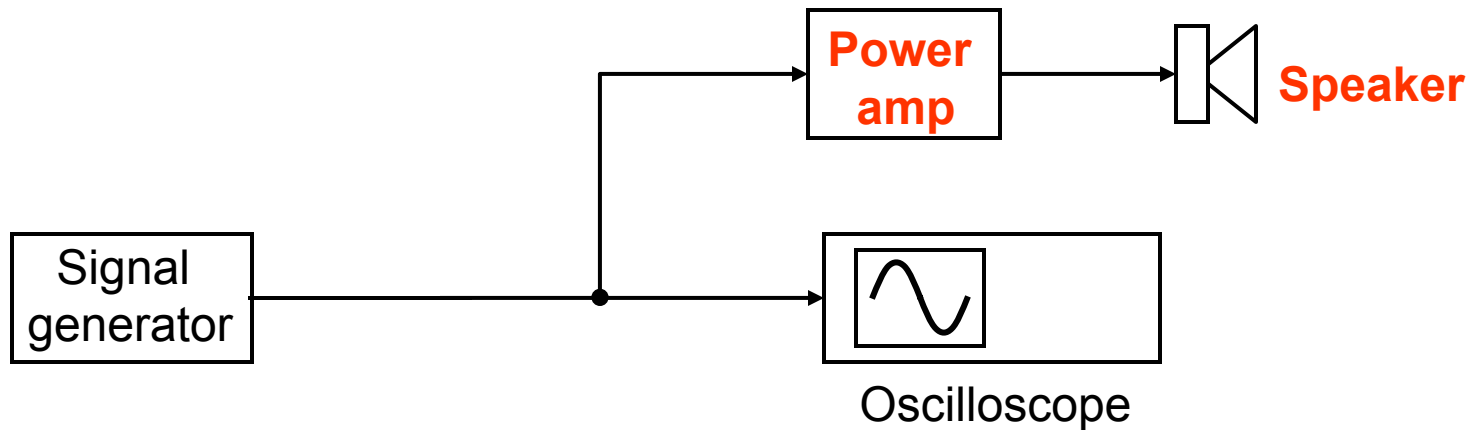 Power
amp
Speaker
Signal
generator
Oscilloscope